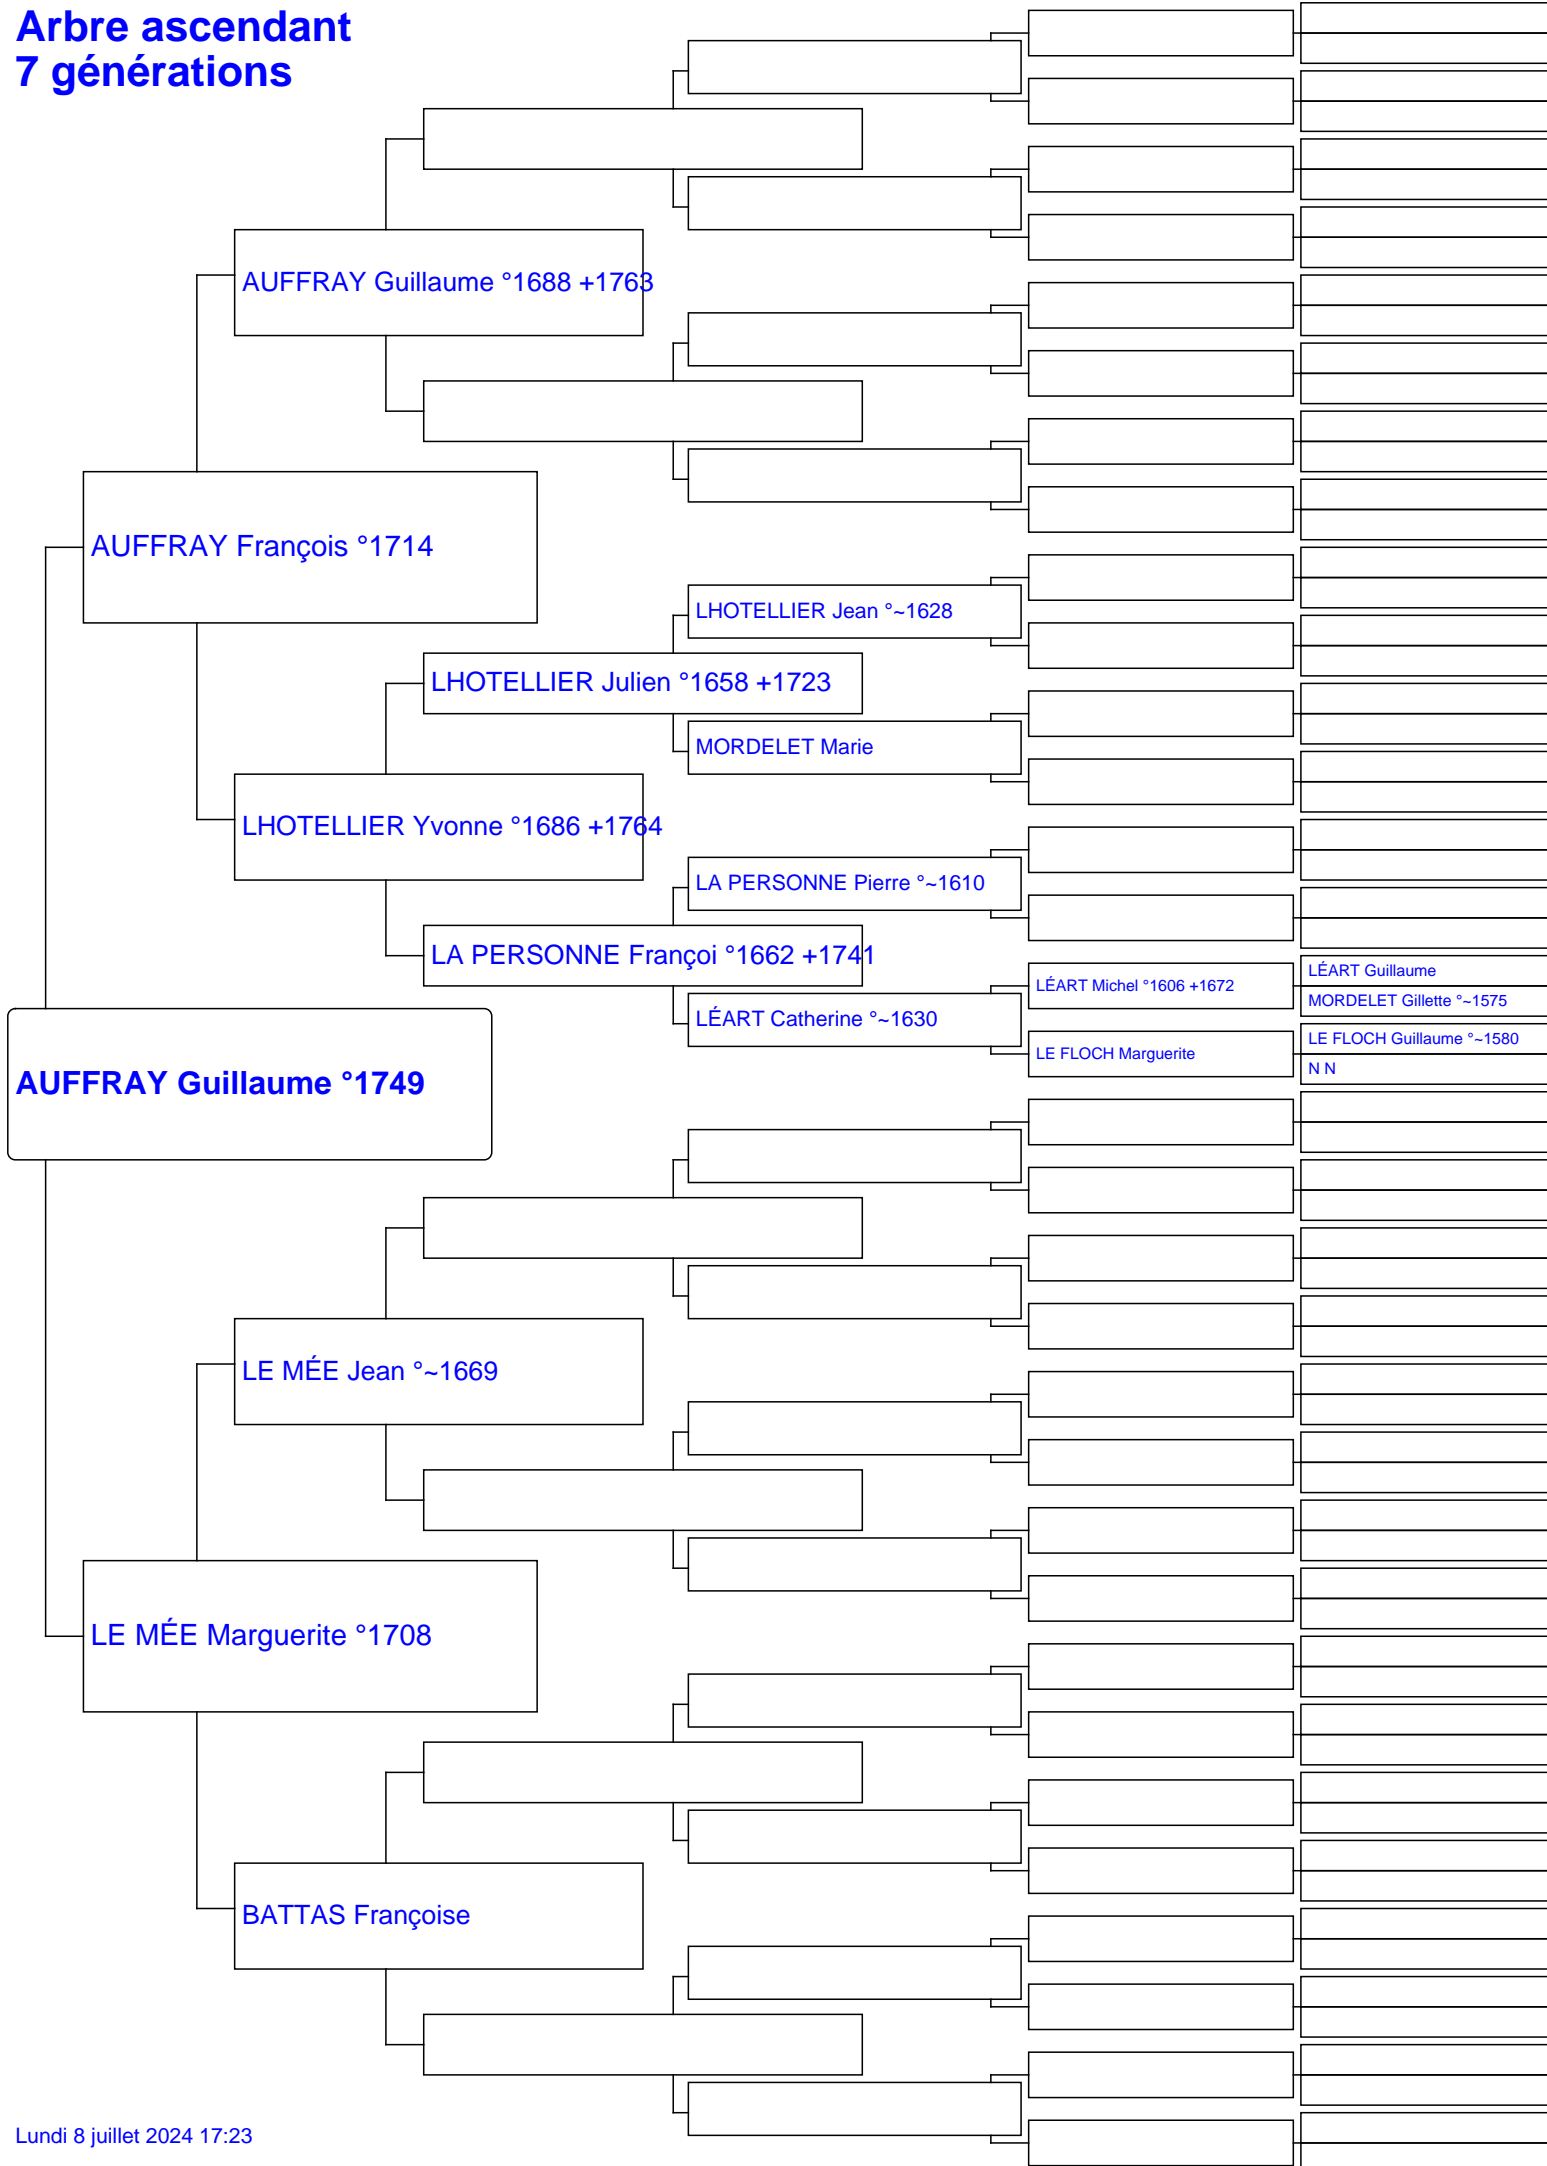 Arbre ascendant
7 générations
AUFFRAY Guillaume °1688 +1763
AUFFRAY François °1714
LHOTELLIER Jean °~1628
LHOTELLIER Julien °1658 +1723
MORDELET Marie
LHOTELLIER Yvonne °1686 +1764
LA PERSONNE Pierre °~1610
LA PERSONNE Françoi °1662 +1741
LÉART Guillaume
LÉART Michel °1606 +1672
MORDELET Gillette °~1575
LÉART Catherine °~1630
LE FLOCH Guillaume °~1580
LE FLOCH Marguerite
N N
AUFFRAY Guillaume °1749
LE MÉE Jean °~1669
LE MÉE Marguerite °1708
BATTAS Françoise
Lundi 8 juillet 2024 17:23